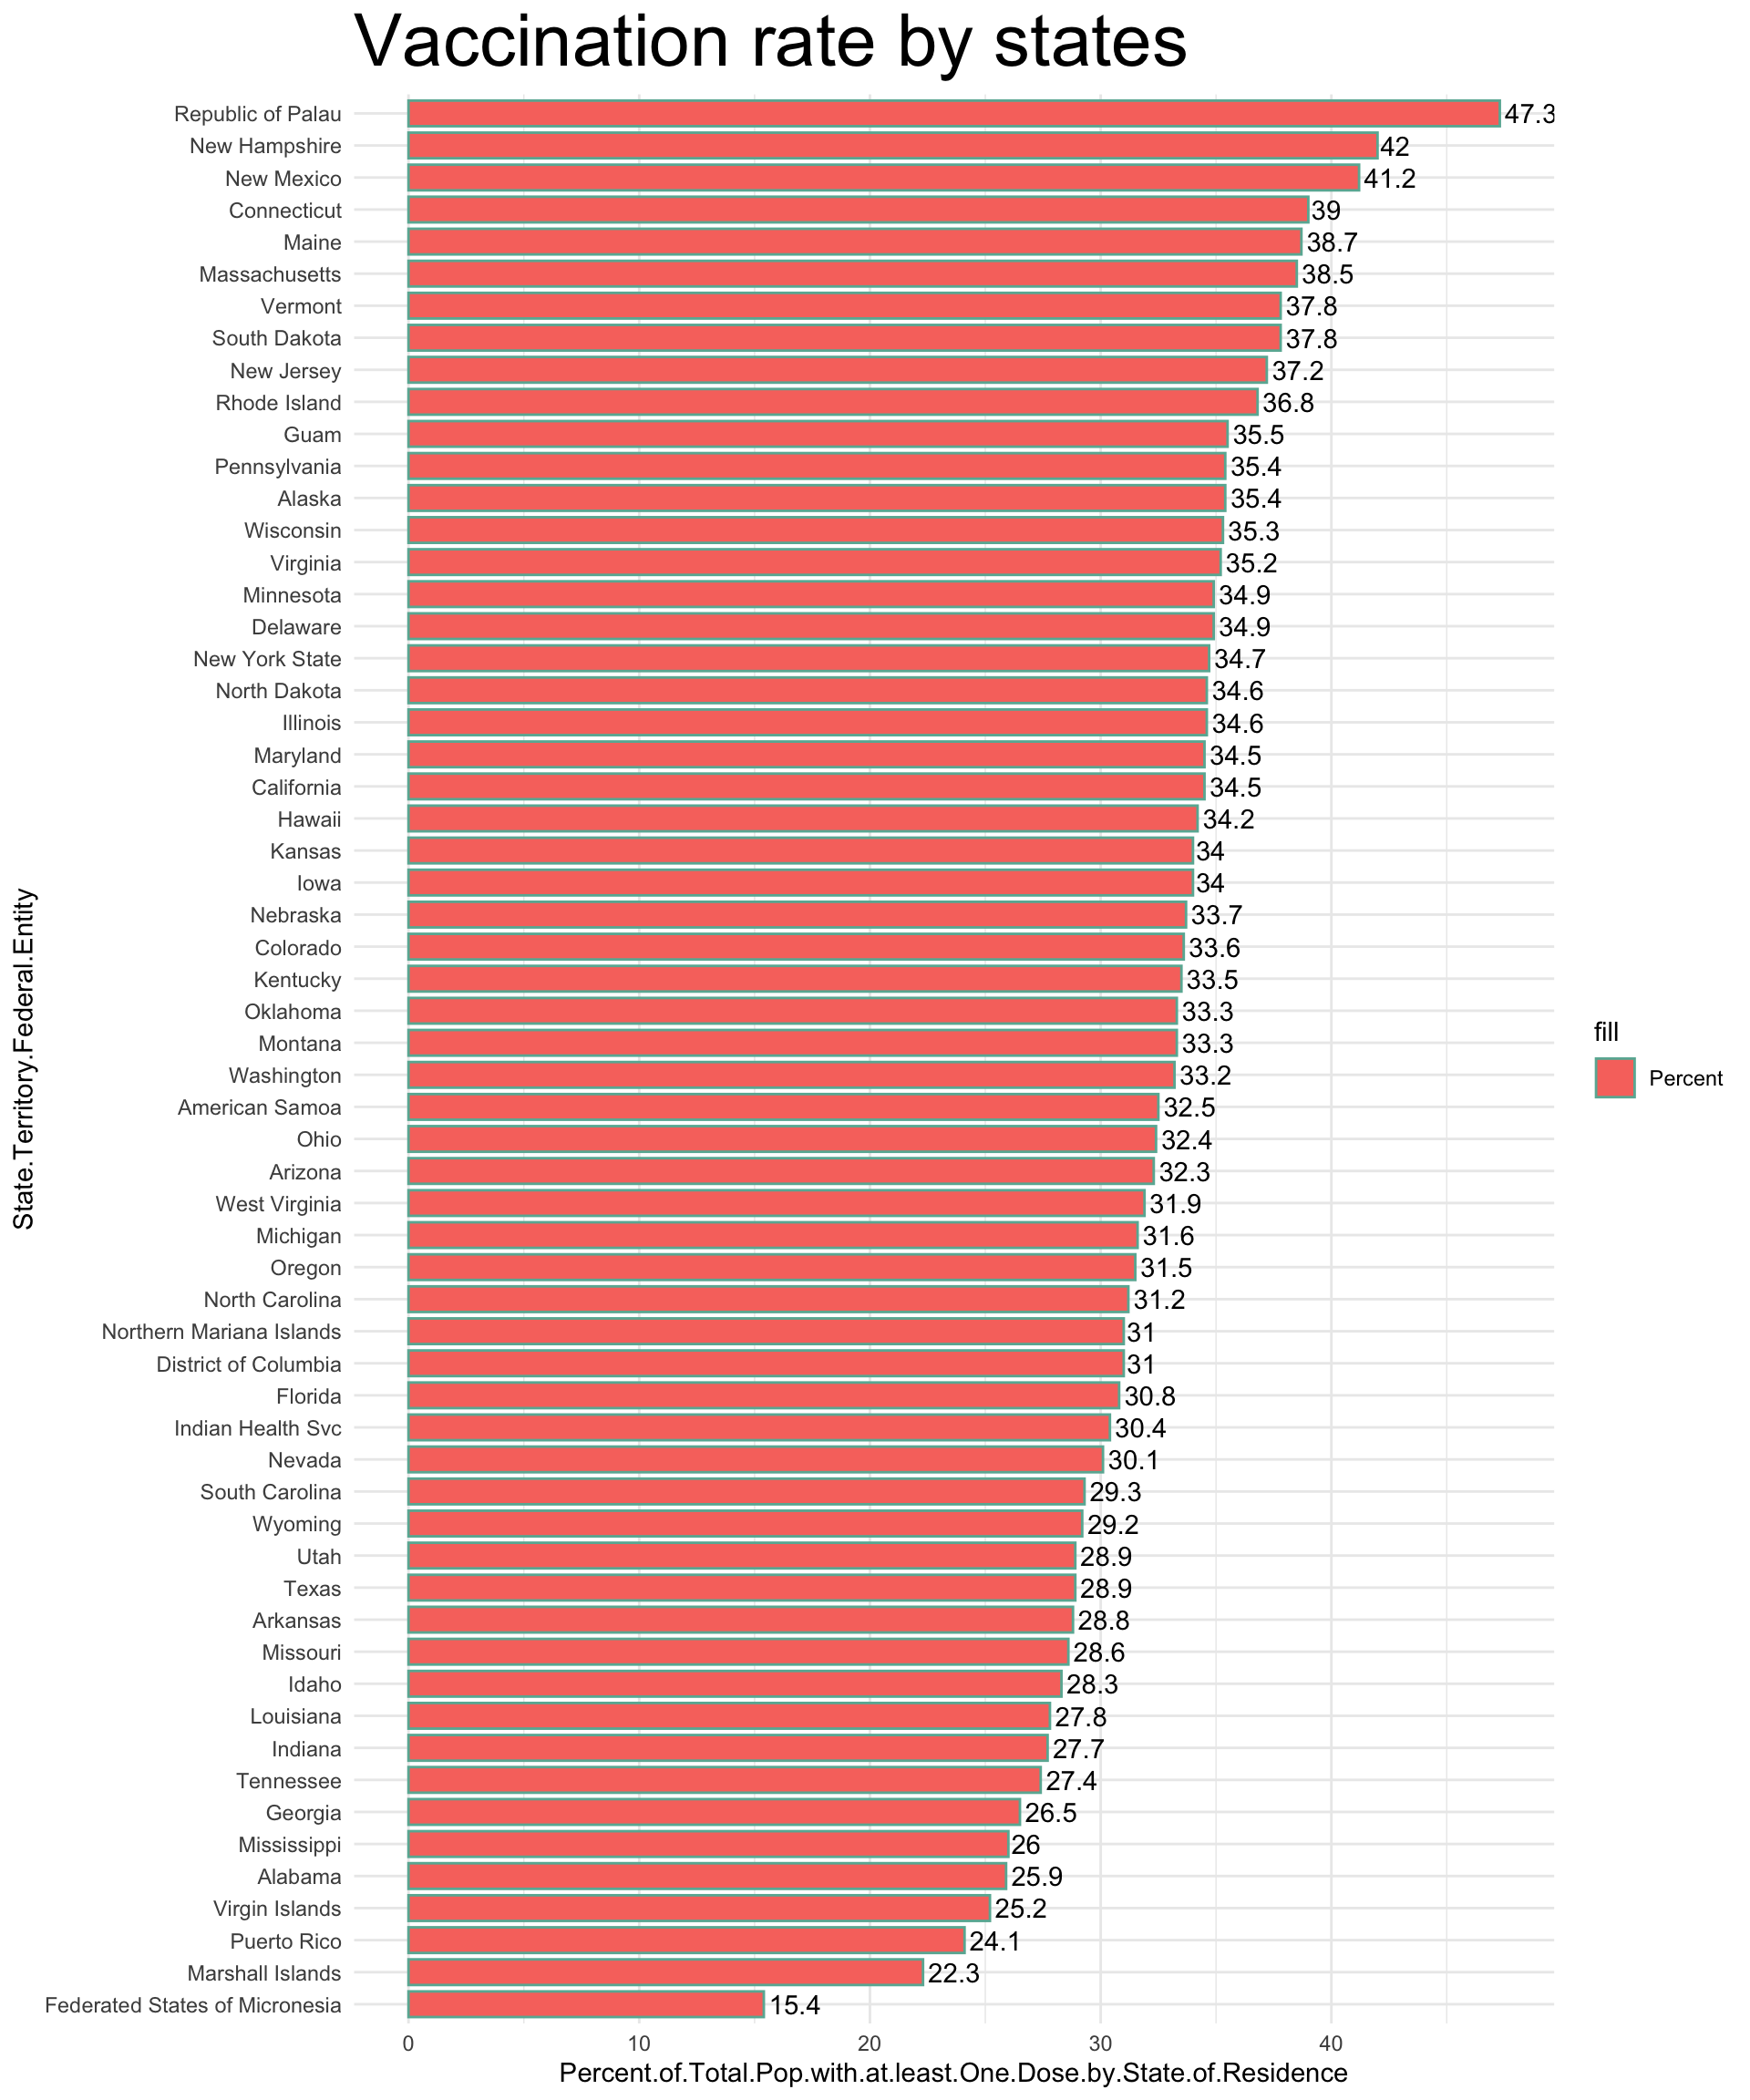 Vaccination rate by states
State.Territory.Federal.Entity
Republic of Palau 47.3
New Hampshire 42
New Mexico 41.2
Connecticut 39
Maine 38.7
Massachusetts 38.5
Vermont 37.8
South Dakota 37.8
New Jersey 37.2
Rhode Island 36.8
Guam 35.5
Pennsylvania 35.4
Alaska 35.4
Wisconsin 35.3
Virginia 35.2
Minnesota 34.9
Delaware 34.9
New York State 34.7
North Dakota 34.6
Illinois 34.6
Maryland 34.5
California 34.5
Hawaii 34.2
Kansas 34
Iowa 34
Nebraska 33.7
Colorado 33.6
Kentucky 33.5
Oklahoma 33.3
Montana 33.3
Washington 33.2
American Samoa 32.5
Ohio 32.4
Arizona 32.3
West Virginia 31.9
Michigan 31.6
Oregon 31.5
North Carolina 31.2
Northern Mariana Islands 31
District of Columbia 31
Florida 30.8
Indian Health Svc 30.4
Nevada 30.1
South Carolina 29.3
Wyoming 29.2
Utah 28.9
Texas 28.9
Arkansas 28.8
Missouri 28.6
Idaho 28.3
Louisiana 27.8
Indiana 27.7
Tennessee 27.4
Georgia 26.5
Mississippi 26
Alabama 25.9
Virgin Islands 25.2
Puerto Rico 24.1
Marshall Islands 22.3
Federated States of Micronesia 15.4
0 10 20 30 40
Percent.of.Total.Pop.with.at.least.One.Dose.by.State.of.Residence
fill
Percent